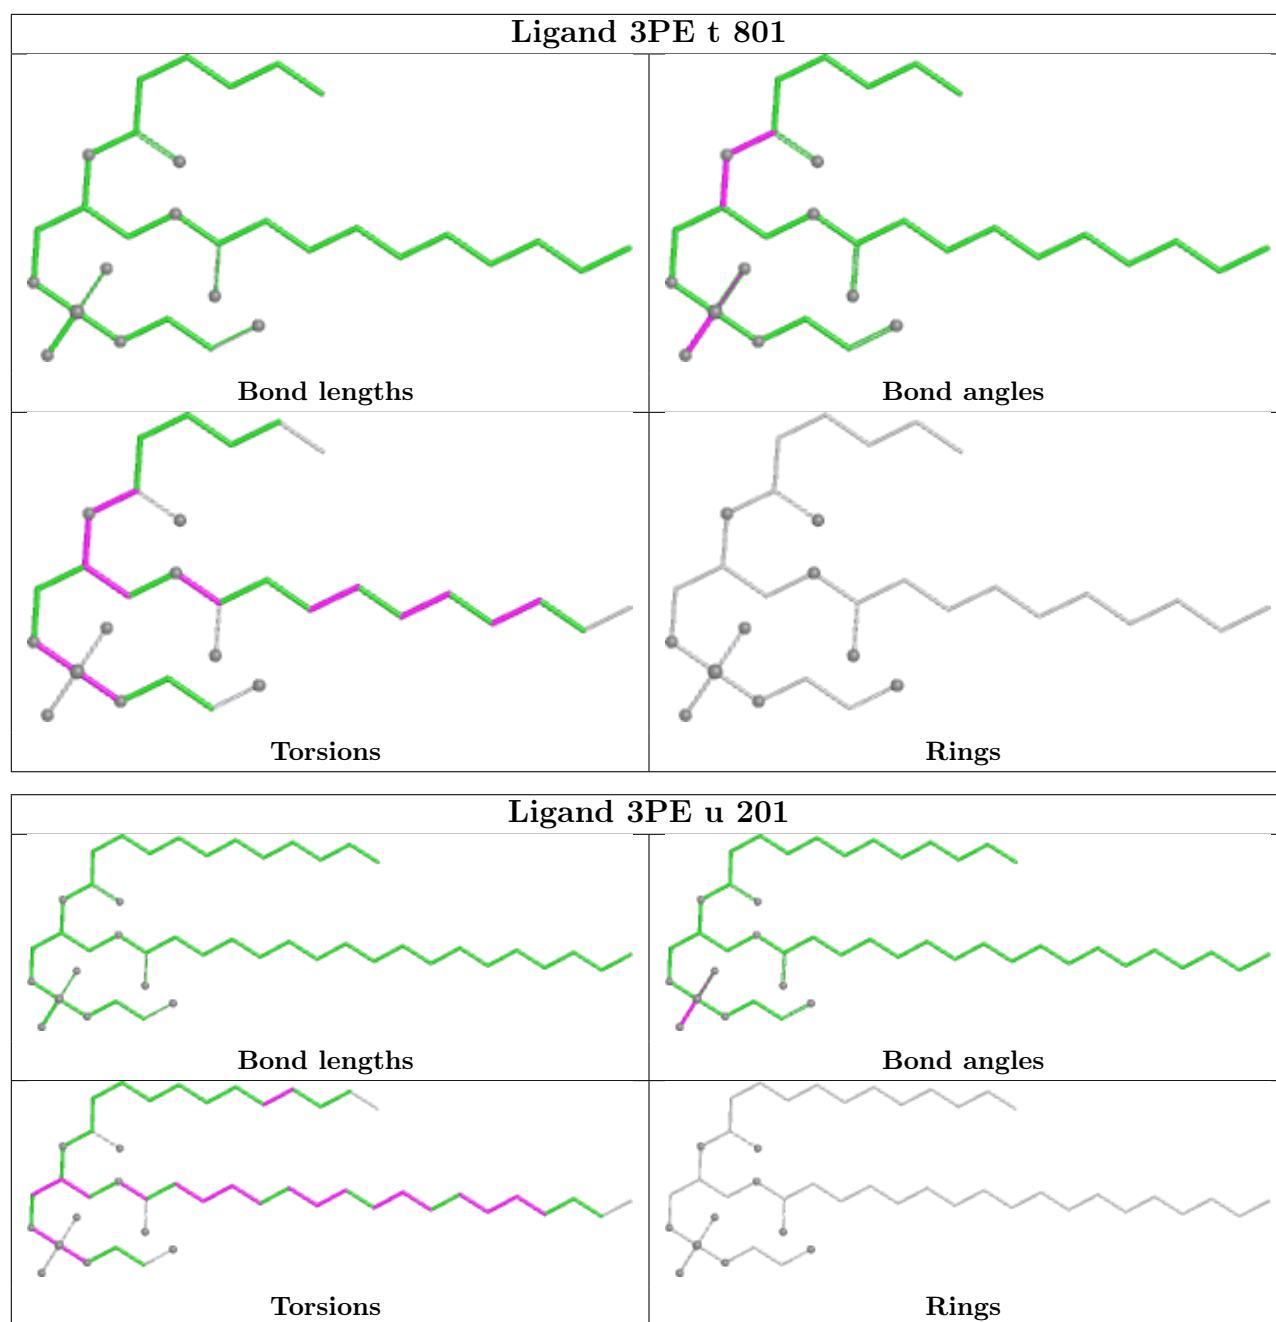 Ligand 3PE t 801
Bond lengths
Bond angles
Torsions
Rings
Ligand 3PE u 201
Bond lengths
Bond angles
Torsions
Rings